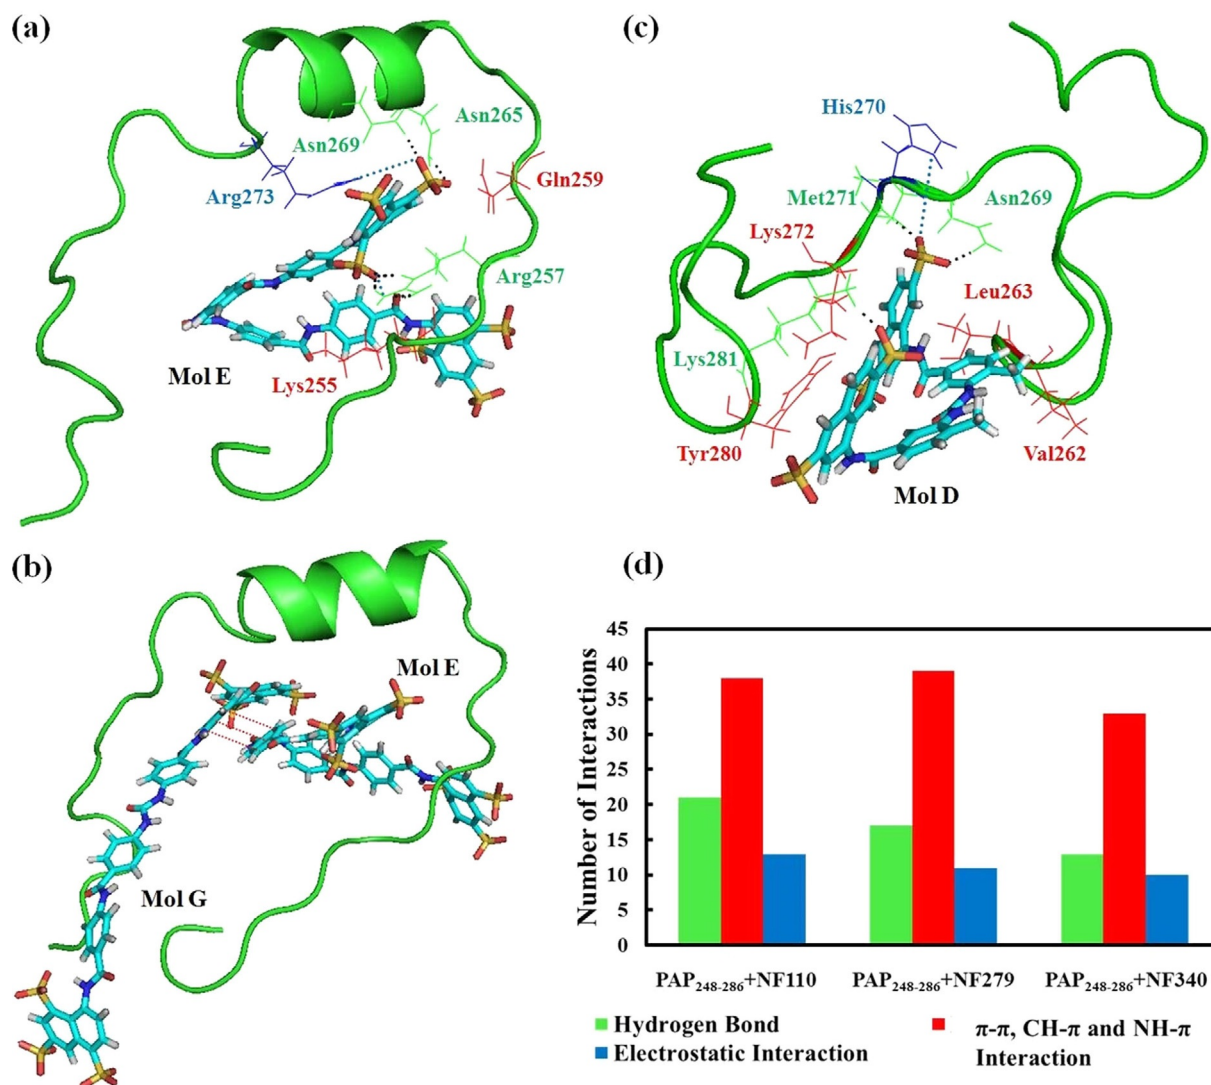 (a)
Asn265
Asn269
Gln259
Arg273
Arg257
Mol E
Lys255
(c)
His270
Met271
Asn269
Lys272
Leu263
Lys281
Tyr280
Val262
Mol D
(b)
Mol E
Mol G
(d)
Number of Interactions
45
40
35
30
25
20
15
10
5
0
PAP248-286+NF110 PAP248-286+NF279 PAP248-286+NF340
Hydrogen Bond
Electrostatic Interaction
π-π, CH-π and NH-π
Interaction